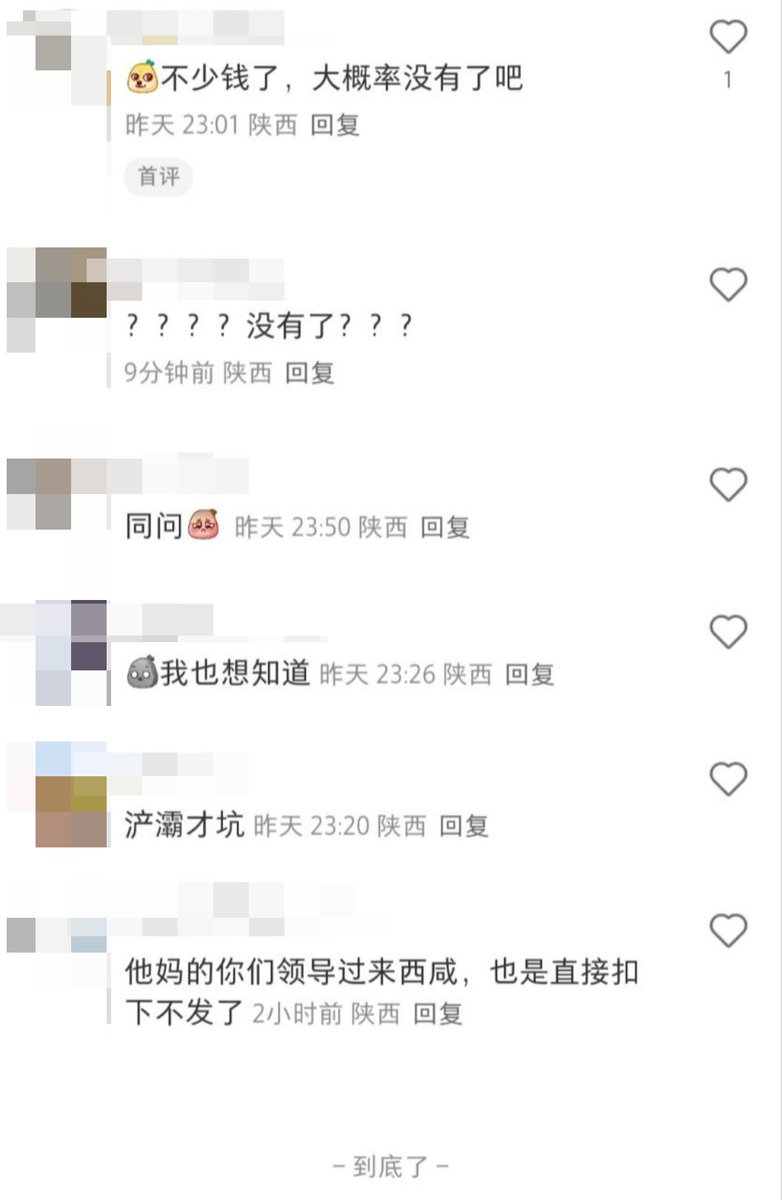 不少钱了，大概率没有了吧
1
昨天 23:01 陕西 回复
首评
？？？？没有了？？？
9分钟前 陕西 回复
同问 昨天 23:50 陕西 回复
我也想知道 昨天 23:26 陕西 回复
浐灞才坑 昨天 23:20 陕西 回复
他妈的你们领导过来西咸，也是直接扣
下不发了 2小时前 陕西 回复
- 到底了 -